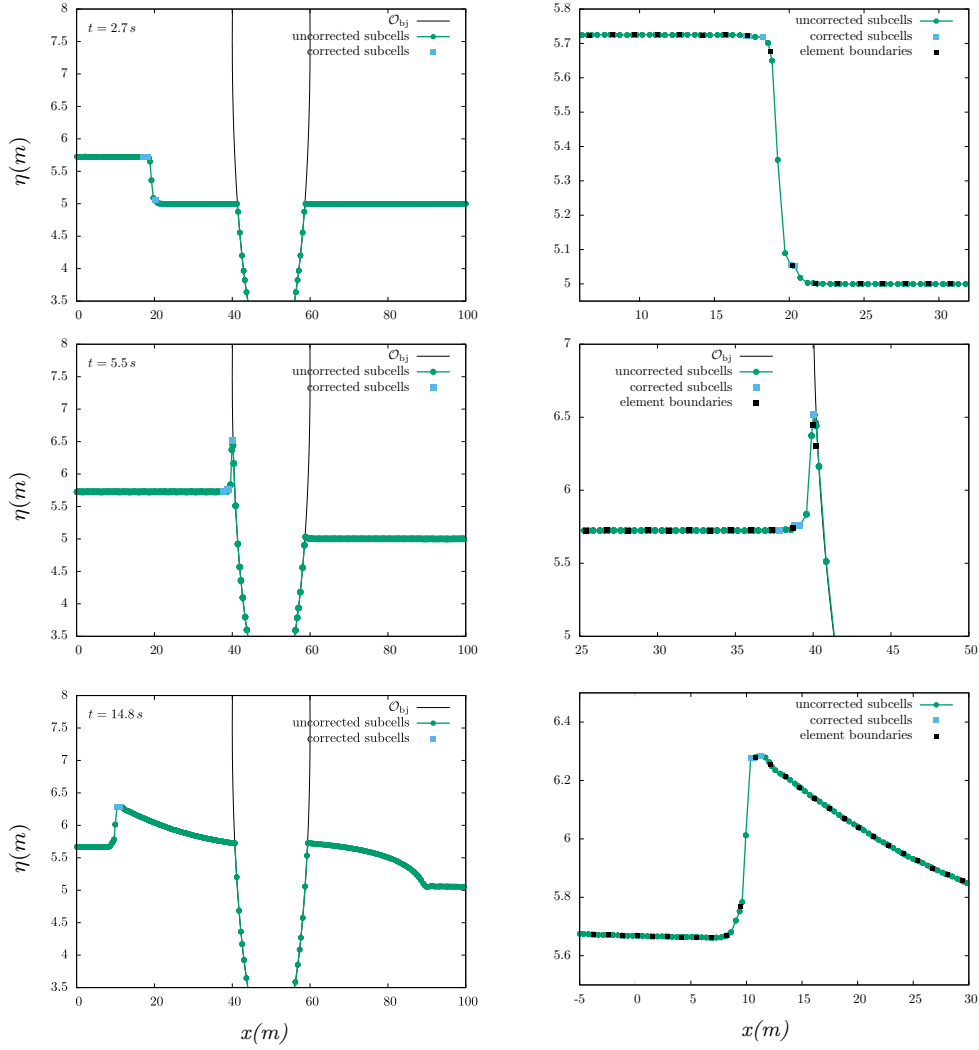 8
7.5
7
6.5
6
5.5
5
4.5
4
3.5
η(m)
t = 2.7 s
𝒪bj
uncorrected subcells
corrected subcells
0 20 40 60 80 100
5.8
5.7
5.6
5.5
5.4
5.3
5.2
5.1
5
η(m)
uncorrected subcells
corrected subcells
element boundaries
10 15 20 25 30
8
7.5
7
6.5
6
5.5
5
4.5
4
3.5
η(m)
t = 5.5 s
𝒪bj
uncorrected subcells
corrected subcells
0 20 40 60 80 100
7
6.5
6
5.5
5
η(m)
𝒪bj
uncorrected subcells
corrected subcells
element boundaries
25 30 35 40 45 50
8
7.5
7
6.5
6
5.5
5
4.5
4
3.5
η(m)
t = 14.8 s
𝒪bj
uncorrected subcells
corrected subcells
0 20 40 60 80 100
x(m)
6.4
6.2
6
5.8
5.6
η(m)
uncorrected subcells
corrected subcells
element boundaries
-5 0 5 10 15 20 25 30
x(m)